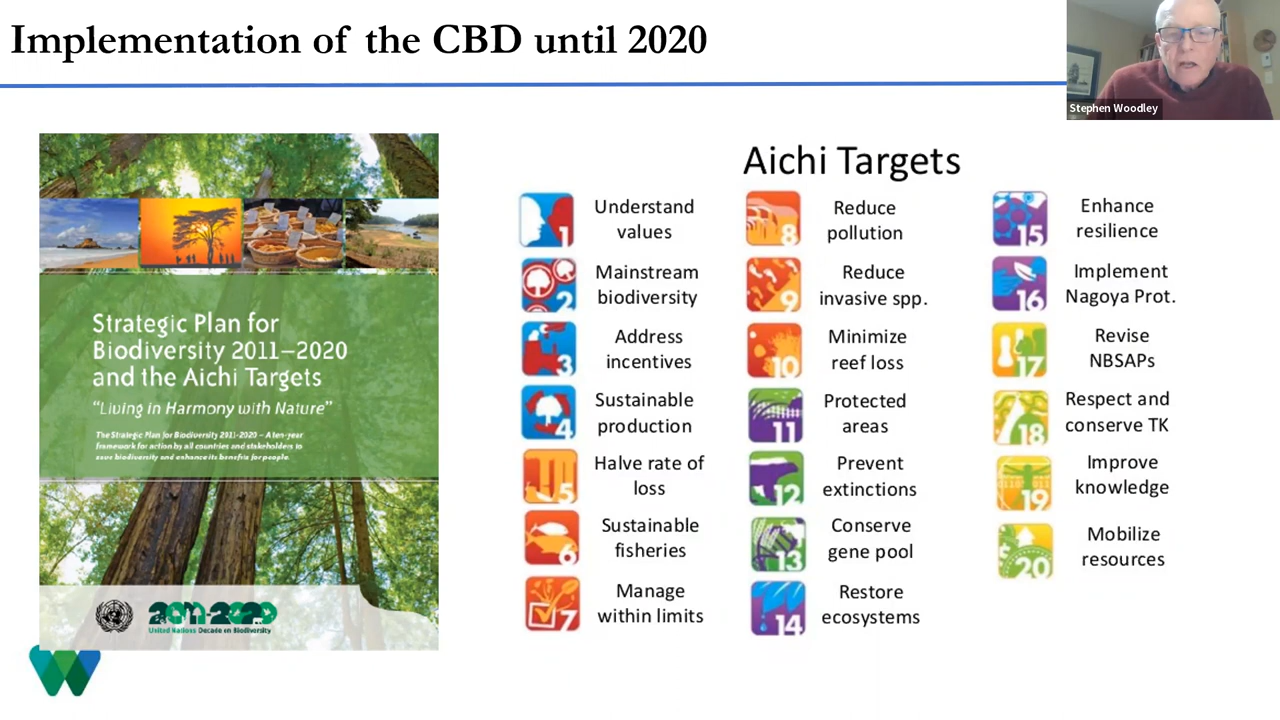 Implementation of the CBD until 2020
Stephen Woodley
Strategic Plan for
Biodiversity 2011–2020
and the Aichi Targets
“Living in Harmony with Nature”
The Strategic Plan for Biodiversity 2011-2020 – A ten-year
framework for action by all countries and stakeholders to
save biodiversity and enhance its benefits for people.
2011-2020
United Nations Decade on Biodiversity
Aichi Targets
1
Understand
values
2
Mainstream
biodiversity
3
Address
incentives
4
Sustainable
production
5
Halve rate of
loss
6
Sustainable
fisheries
7
Manage
within limits
8
Reduce
pollution
9
Reduce
invasive spp.
10
Minimize
reef loss
11
Protected
areas
12
Prevent
extinctions
13
Conserve
gene pool
14
Restore
ecosystems
15
Enhance
resilience
16
Implement
Nagoya Prot.
17
Revise
NBSAPs
18
Respect and
conserve TK
19
Improve
knowledge
20
Mobilize
resources